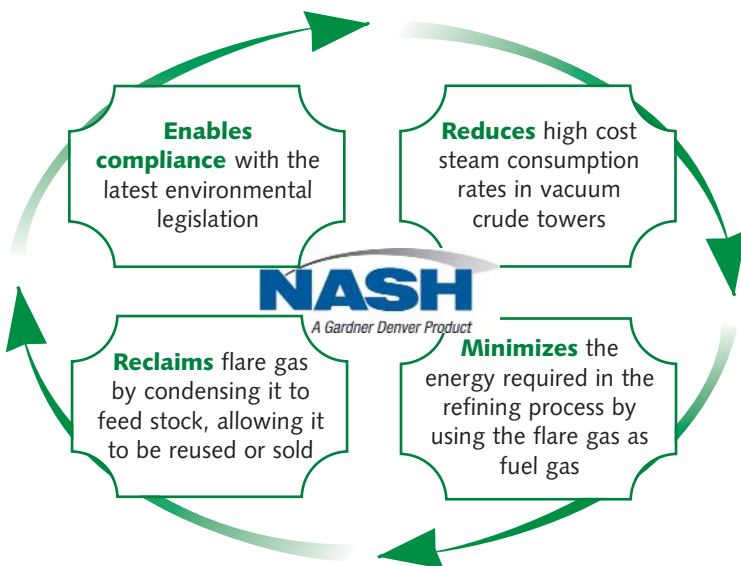 Enables
compliance with the
latest environmental
legislation
Reduces high cost
steam consumption
rates in vacuum
crude towers
NASH
A Gardner Denver Product
Reclaims flare gas
by condensing it to
feed stock, allowing it
to be reused or sold
Minimizes the
energy required in the
refining process by
using the flare gas as
fuel gas